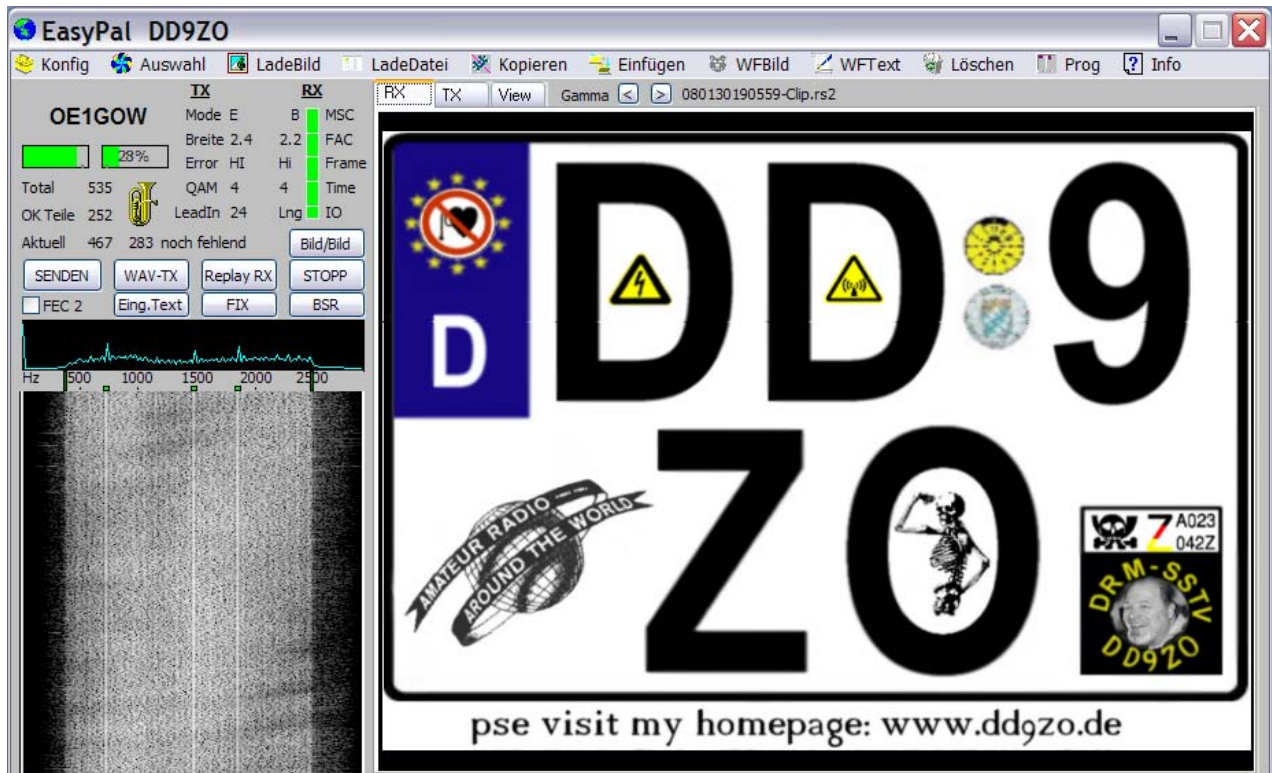 EasyPal DD9ZO
Konfig Auswahl LadeBild LadeDatei Kopieren Einfügen WFBild WFText Löschen Prog Info
TX RX
OE1GOW
Mode E B MSC
Breite 2.4 2.2 FAC
28% Error HI Hi Frame
Total 535 QAM 4 4 Time
OK Teile 252 LeadIn 24 Lng IO
Aktuell 467 283 noch fehlend Bild/Bild
SENDEN WAV-TX Replay RX STOPP
FEC 2 Eing.Text FIX BSR
Hz 500 1000 1500 2000 2500
RX TX View Gamma < > 080130190559-Clip.rs2
D
DD 9
ZO
AMATEUR RADIO
AROUND THE WORLD
Z A023
042Z
DRM-SSTV
DD9ZO
pse visit my homepage: www.dd9zo.de